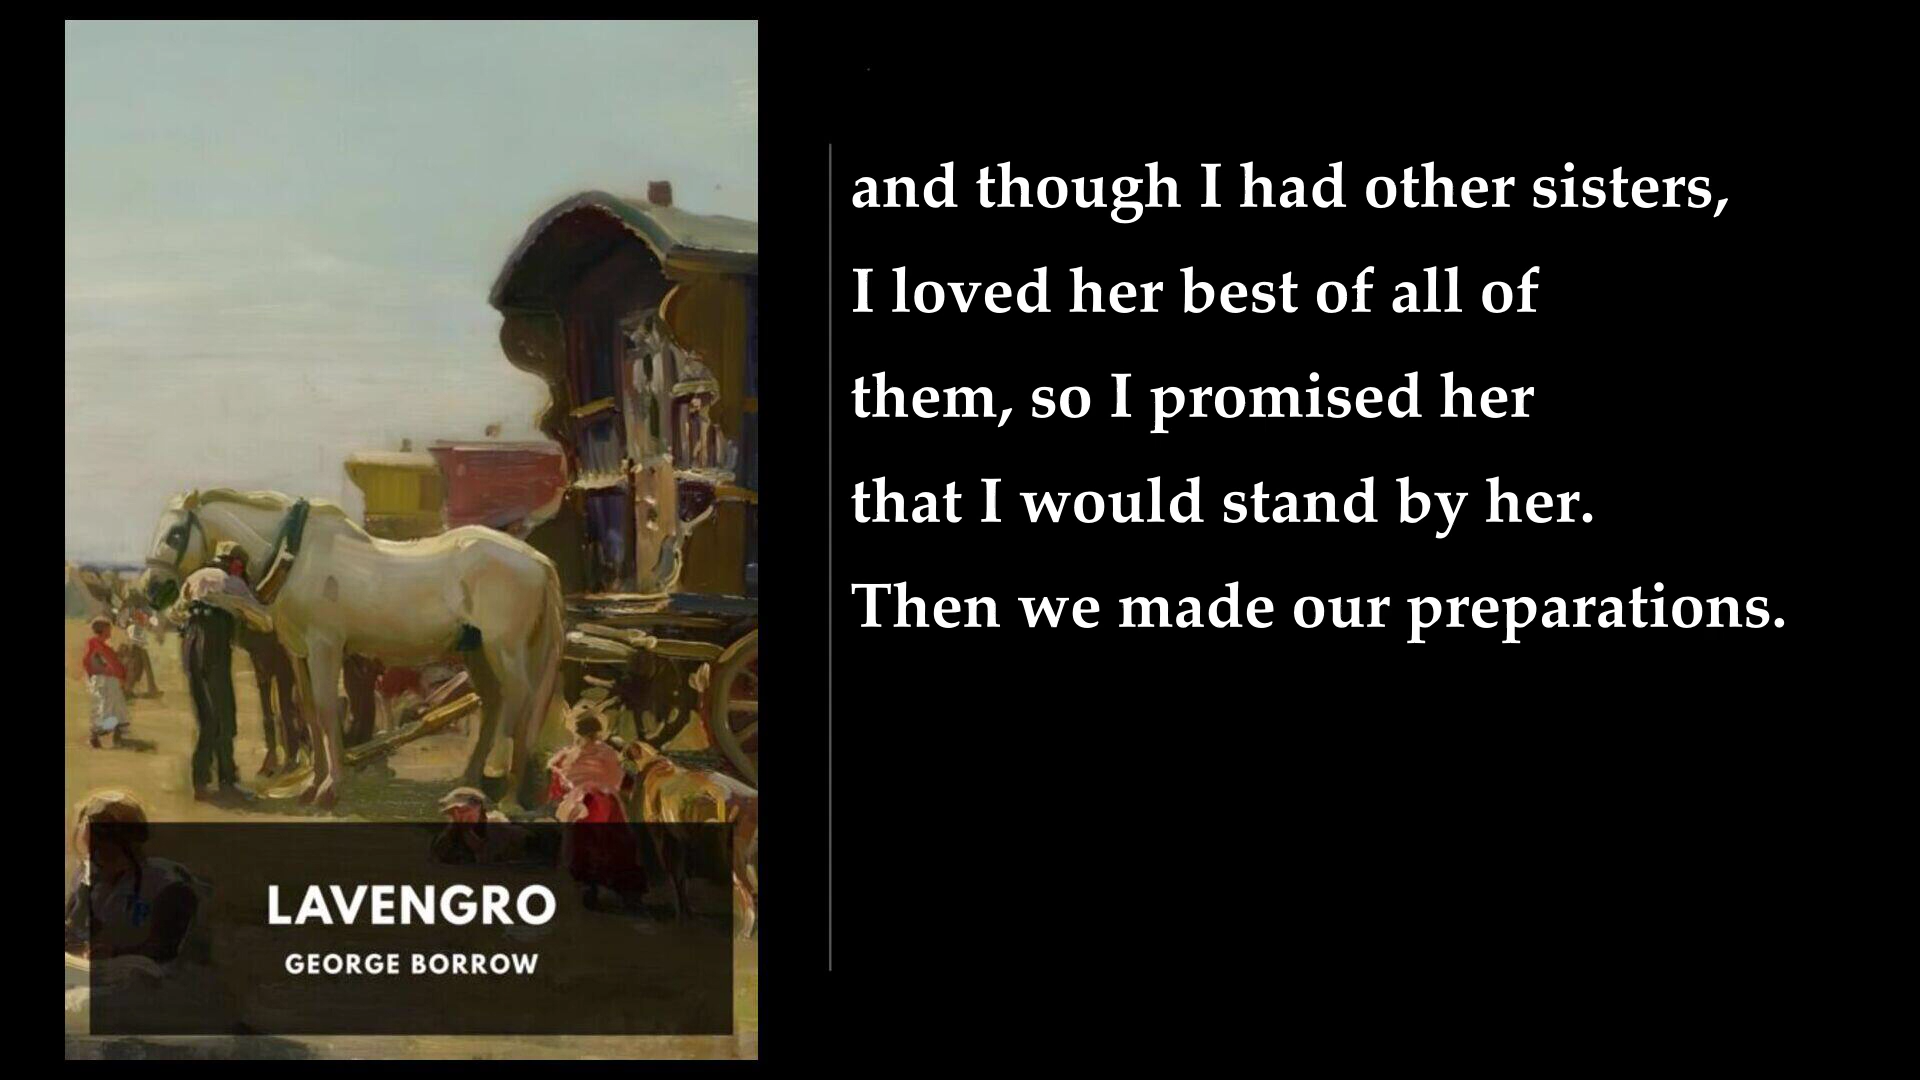 and though I had other sisters,
I loved her best of all of
them, so I promised her
that I would stand by her.
Then we made our preparations.
LAVENGRO
GEORGE BORROW